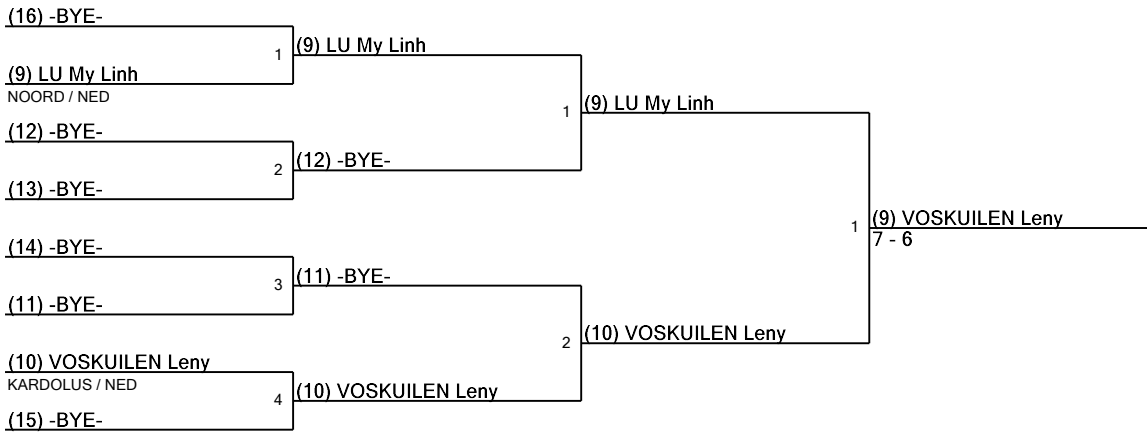 (16) -BYE-
(9) LU My Linh
NOORD / NED
(12) -BYE-
(13) -BYE-
(14) -BYE-
(11) -BYE-
(10) VOSKUILEN Leny
KARDOLUS / NED
(15) -BYE-
1
2
3
4
(9) LU My Linh
(12) -BYE-
(11) -BYE-
(10) VOSKUILEN Leny
1
2
(9) LU My Linh
(10) VOSKUILEN Leny
1
(9) VOSKUILEN Leny
7 - 6